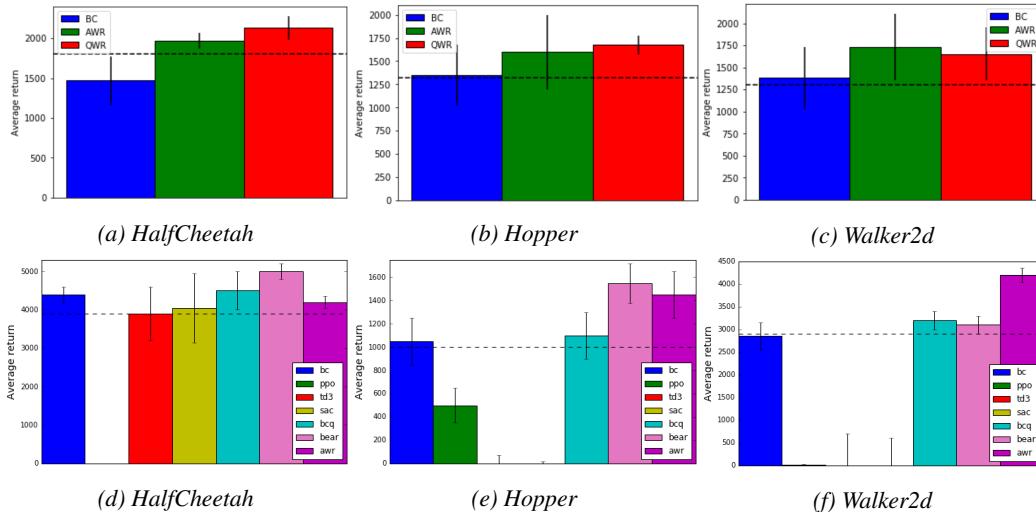 Average return
2000
1500
1000
500
0
BC
AWR
QWR
(a) HalfCheetah
Average return
2000
1750
1500
1250
1000
750
500
250
0
BC
AWR
QWR
(b) Hopper
Average return
2000
1750
1500
1250
1000
750
500
250
0
BC
AWR
QWR
(c) Walker2d
Average return
5000
4000
3000
2000
1000
0
bc
ppo
td3
sac
bcq
bear
awr
(d) HalfCheetah
Average return
1600
1400
1200
1000
800
600
400
200
0
bc
ppo
td3
sac
bcq
bear
awr
(e) Hopper
Average return
4500
4000
3500
3000
2500
2000
1500
1000
500
0
bc
ppo
td3
sac
bcq
bear
awr
(f) Walker2d